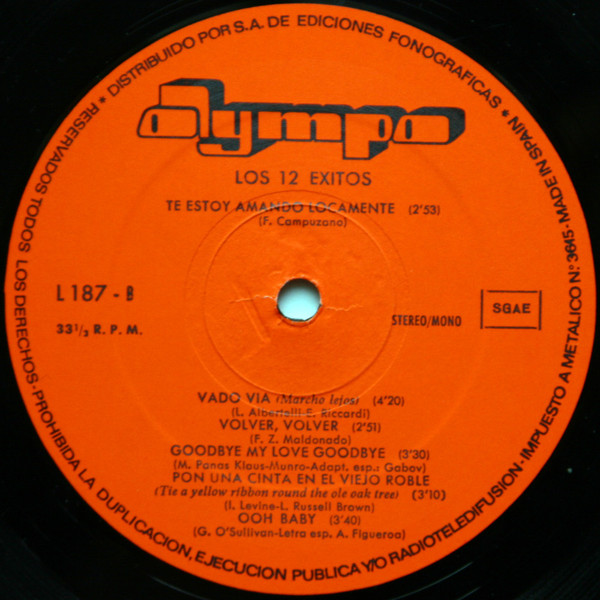 RESERVADOS TODOS LOS DERECHOS-PROHIBIDA LA DUPLICACION, EJECUCION PUBLICA Y/O RADIOTELEDIFUSION-IMPUESTO A METALICO N.º 3645-MADE IN SPAIN
* DISTRIBUIDO POR S.A. DE EDICIONES FONOGRAFICAS *
Olympo
LOS 12 EXITOS
TE ESTOY AMANDO LOCAMENTE (2'53)
(F. Campuzano)
L 187 - B
33 1/3 R. P. M.
STEREO/MONO
SGAE
VADO VIA (Marcho lejos) (4'20)
(L. Albertelli-E. Riccardi)
VOLVER, VOLVER (2'51)
(F. Z. Maldonado)
GOODBYE MY LOVE GOODBYE (3'30)
(M. Panas Klaus-Munro-Adapt. esp.: Gabov)
PON UNA CINTA EN EL VIEJO ROBLE
(Tie a yellow ribbon round the ole oak tree) (3'10)
(I. Levine-L. Russell Brown)
OOH BABY (3'40)
(G. O'Sullivan-Letra esp. A. Figueroa)